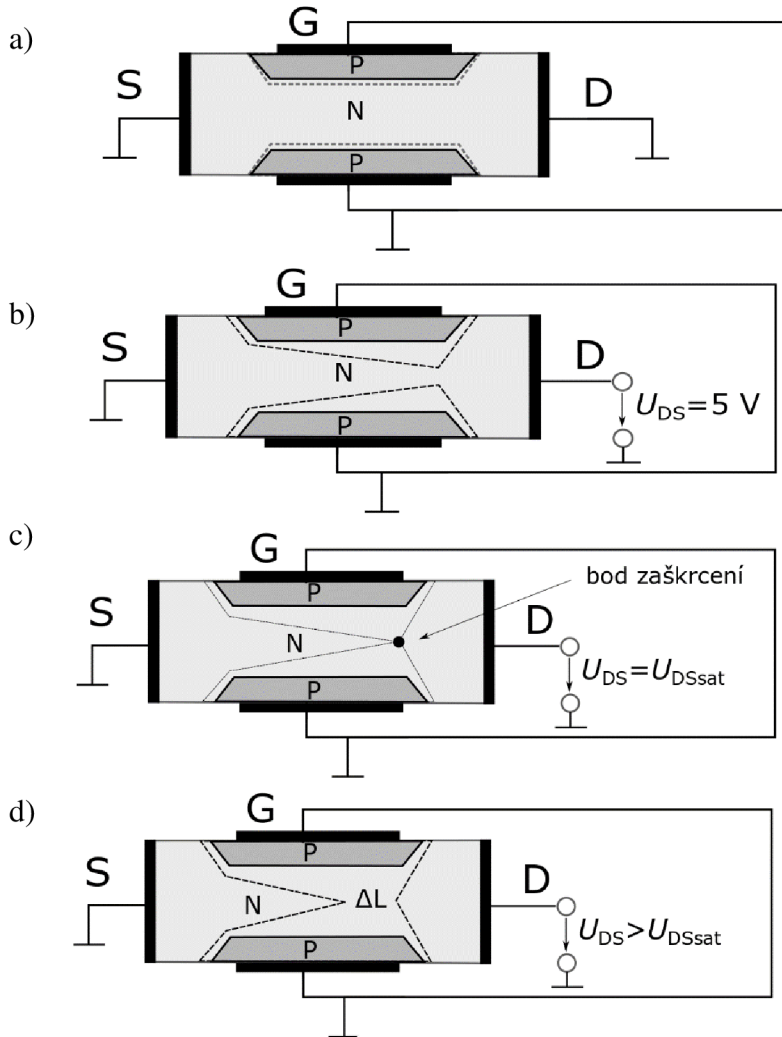 a)
G
P
S
N
D
P
b)
G
P
S
D
N
U_DS=5 V
P
c)
G
P
bod zaškrcení
S
D
N
U_DS=U_DSsat
P
d)
G
P
S
D
N
ΔL
U_DS>U_DSsat
P